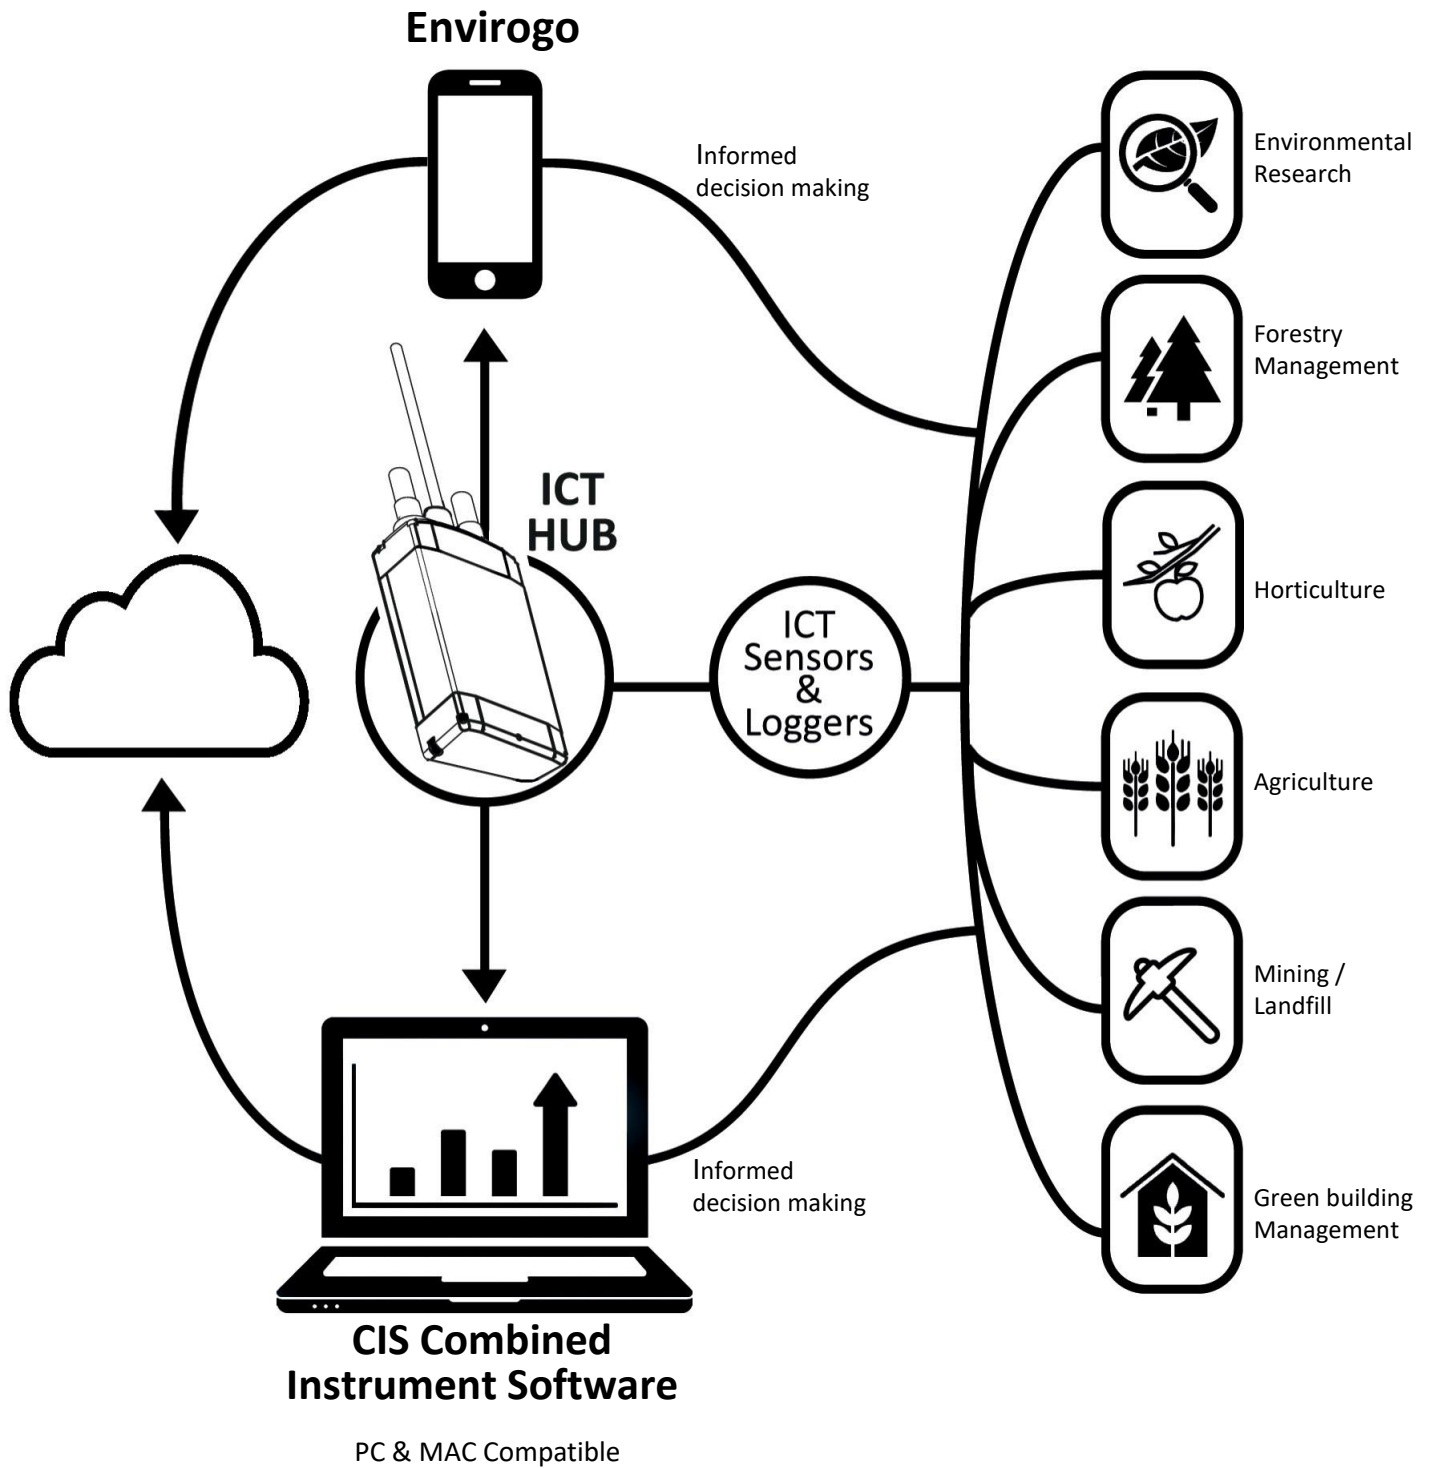 Envirogo
Informed
decision making
Environmental
Research
Forestry
Management
ICT
HUB
Horticulture
ICT
Sensors
&
Loggers
Agriculture
Mining /
Landfill
Informed
decision making
Green building
Management
CIS Combined
Instrument Software
PC & MAC Compatible